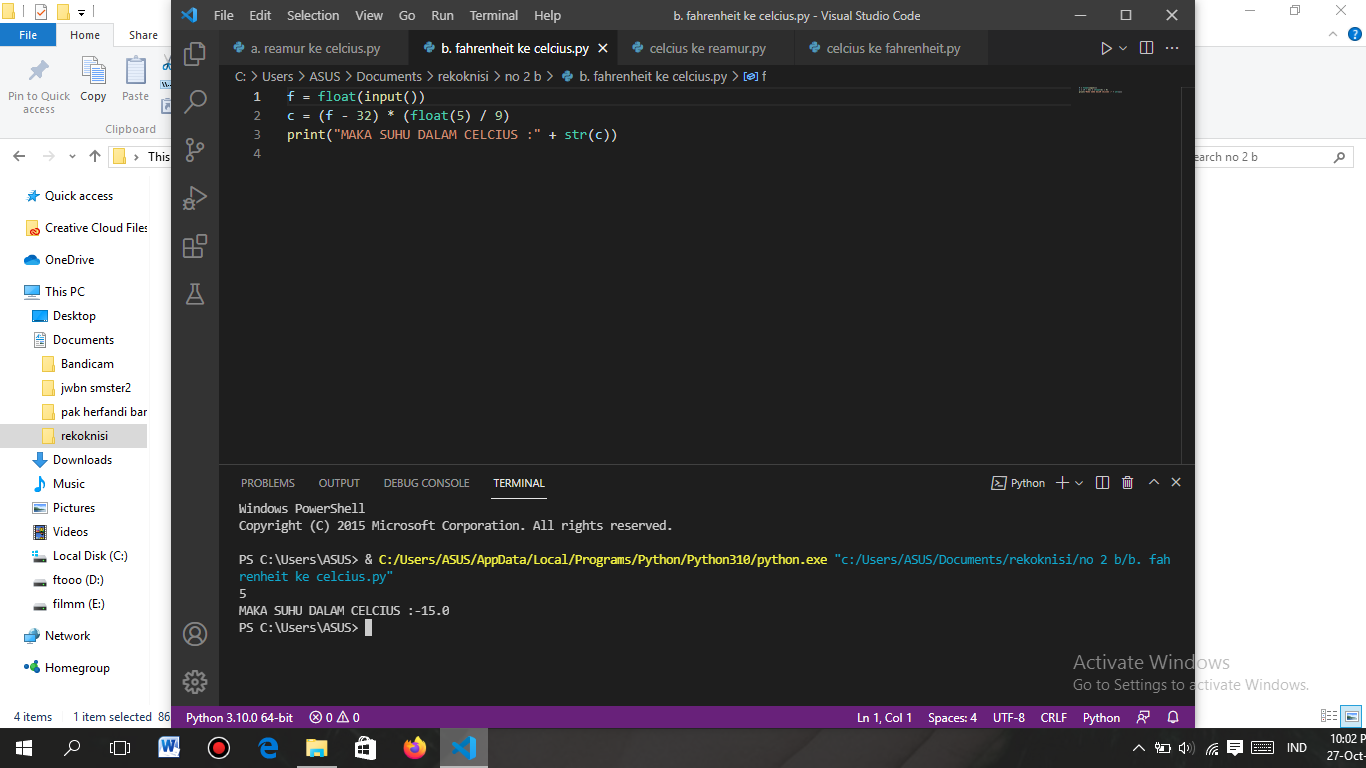 File Edit Selection View Go Run Terminal Help b. fahrenheit ke celcius.py - Visual Studio Code
File Home Share
a. reamur ke celcius.py b. fahrenheit ke celcius.py celcius ke reamur.py celcius ke fahrenheit.py
C: > Users > ASUS > Documents > rekoknisi > no 2 b > b. fahrenheit ke celcius.py > f
Pin to Quick access
Copy
Paste
Clipboard
1 f = float(input())
2 c = (f - 32) * (float(5) / 9)
3 print("MAKA SUHU DALAM CELCIUS :" + str(c))
4
This
earch no 2 b
Quick access
Creative Cloud Files
OneDrive
This PC
Desktop
Documents
Bandicam
jwbn smster2
pak herfandi bar
rekoknisi
Downloads
Music
Pictures
Videos
Local Disk (C:)
ftooo (D:)
filmm (E:)
Network
Homegroup
4 items 1 item selected 86
PROBLEMS OUTPUT DEBUG CONSOLE TERMINAL Python
Windows PowerShell
Copyright (C) 2015 Microsoft Corporation. All rights reserved.
PS C:\Users\ASUS> & C:/Users/ASUS/AppData/Local/Programs/Python/Python310/python.exe "c:/Users/ASUS/Documents/rekoknisi/no 2 b/b. fah
renheit ke celcius.py"
5
MAKA SUHU DALAM CELCIUS :-15.0
PS C:\Users\ASUS>
Activate Windows
Go to Settings to activate Windows.
Python 3.10.0 64-bit 0 0 Ln 1, Col 1 Spaces: 4 UTF-8 CRLF Python
IND
10:02 P
27-Oct-